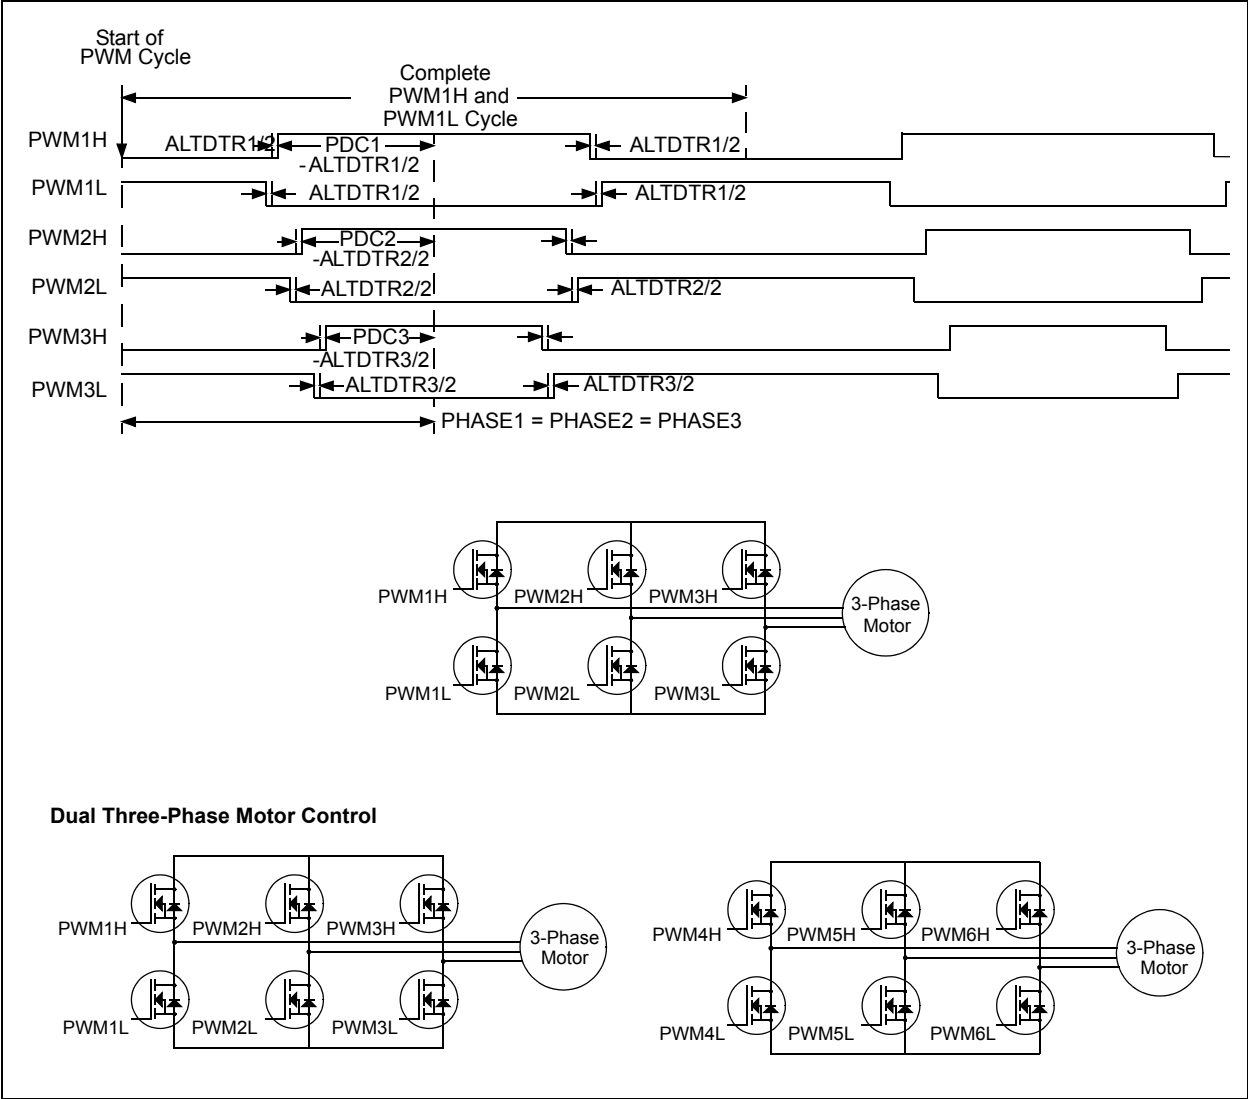 Start of
PWM Cycle
Complete
PWM1H and
PWM1L Cycle
PWM1H
ALTDTR1/2
PDC1
ALTDTR1/2
-ALTDTR1/2
PWM1L
ALTDTR1/2
ALTDTR1/2
PWM2H
PDC2
-ALTDTR2/2
PWM2L
ALTDTR2/2
ALTDTR2/2
PWM3H
PDC3
-ALTDTR3/2
PWM3L
ALTDTR3/2
ALTDTR3/2
PHASE1 = PHASE2 = PHASE3
PWM1H
PWM2H
PWM3H
3-Phase
Motor
PWM1L
PWM2L
PWM3L
Dual Three-Phase Motor Control
PWM1H
PWM2H
PWM3H
3-Phase
Motor
PWM1L
PWM2L
PWM3L
PWM4H
PWM5H
PWM6H
3-Phase
Motor
PWM4L
PWM5L
PWM6L